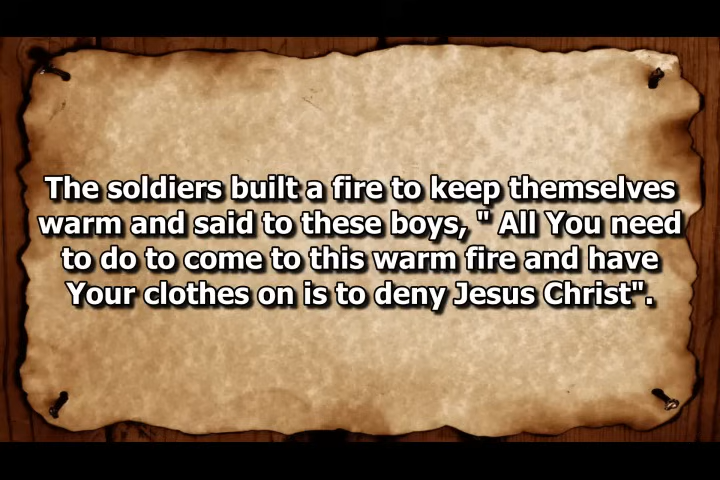 The soldiers built a fire to keep themselves
warm and said to these boys, " All You need
to do to come to this warm fire and have
Your clothes on is to deny Jesus Christ".